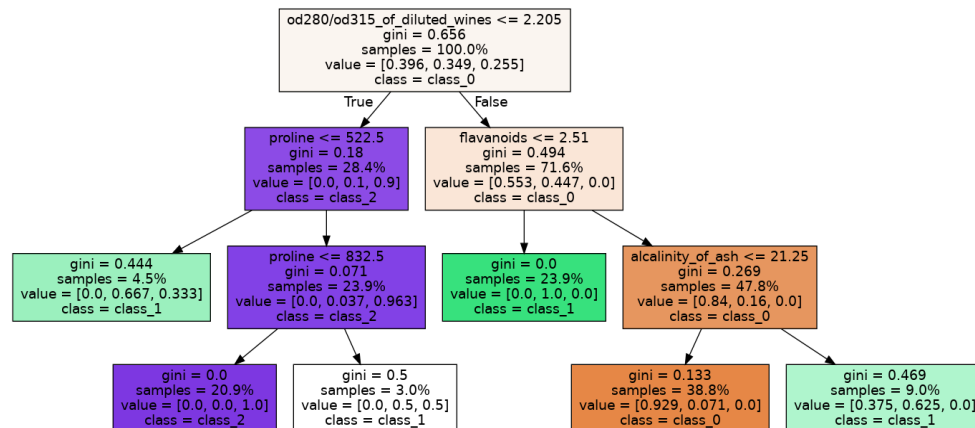 od280/od315_of_diluted_wines <= 2.205
gini = 0.656
samples = 100.0%
value = [0.396, 0.349, 0.255]
class = class_0
True
False
proline <= 522.5
gini = 0.18
samples = 28.4%
value = [0.0, 0.1, 0.9]
class = class_2
flavanoids <= 2.51
gini = 0.494
samples = 71.6%
value = [0.553, 0.447, 0.0]
class = class_0
gini = 0.444
samples = 4.5%
value = [0.0, 0.667, 0.333]
class = class_1
proline <= 832.5
gini = 0.071
samples = 23.9%
value = [0.0, 0.037, 0.963]
class = class_2
gini = 0.0
samples = 23.9%
value = [0.0, 1.0, 0.0]
class = class_1
alcalinity_of_ash <= 21.25
gini = 0.269
samples = 47.8%
value = [0.84, 0.16, 0.0]
class = class_0
gini = 0.0
samples = 20.9%
value = [0.0, 0.0, 1.0]
class = class_2
gini = 0.5
samples = 3.0%
value = [0.0, 0.5, 0.5]
class = class_1
gini = 0.133
samples = 38.8%
value = [0.929, 0.071, 0.0]
class = class_0
gini = 0.469
samples = 9.0%
value = [0.375, 0.625, 0.0]
class = class_1